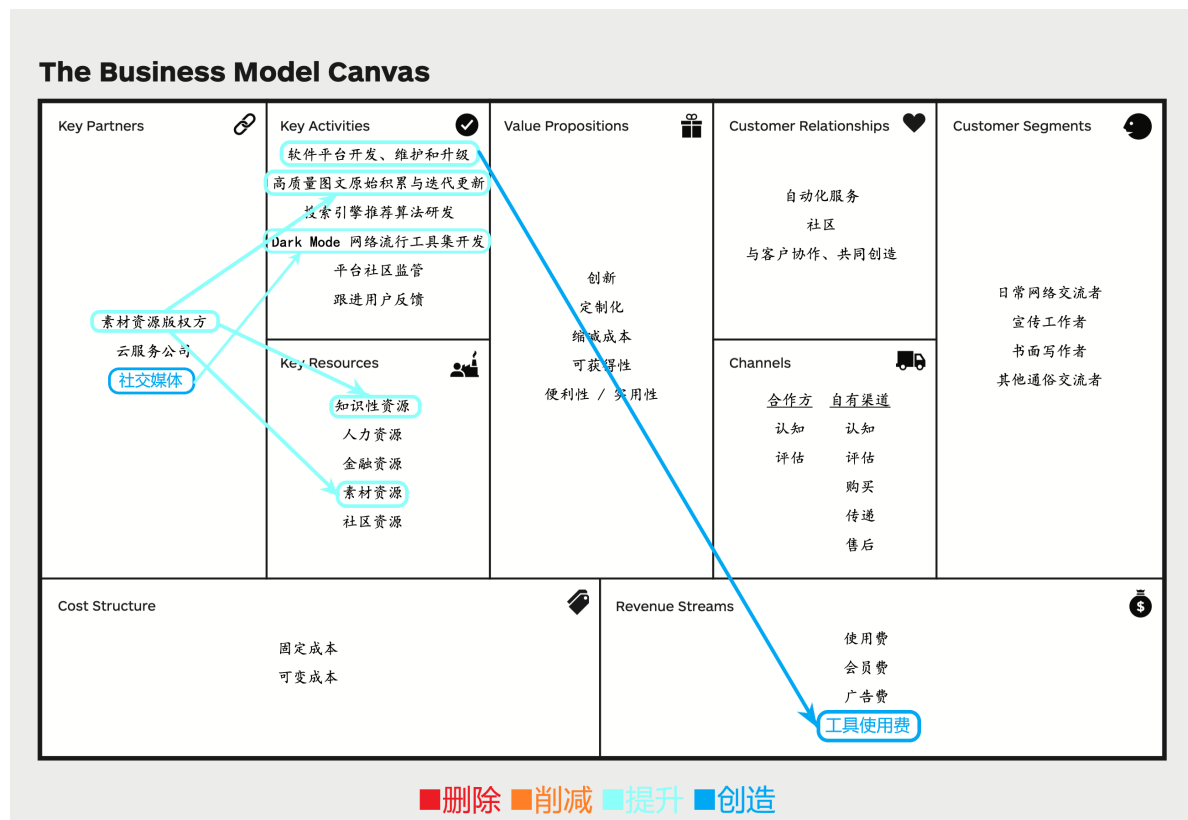 The Business Model Canvas
Key Partners
素材资源版权方
云服务公司
社交媒体
Key Activities
软件平台开发、维护和升级
高质量图文原始积累与迭代更新
搜索引擎推荐算法研发
Dark Mode 网络流行工具集开发
平台社区监管
跟进用户反馈
Key Resources
知识性资源
人力资源
金融资源
素材资源
社区资源
Value Propositions
创新
定制化
缩减成本
可获得性
便利性 / 实用性
Customer Relationships
自动化服务
社区
与客户协作、共同创造
Channels
合作方 自有渠道
认知 认知
评估 评估
购买
传递
售后
Customer Segments
日常网络交流者
宣传工作者
书面写作者
其他通俗交流者
Cost Structure
固定成本
可变成本
Revenue Streams
$
使用费
会员费
广告费
工具使用费
删除 削减 提升 创造